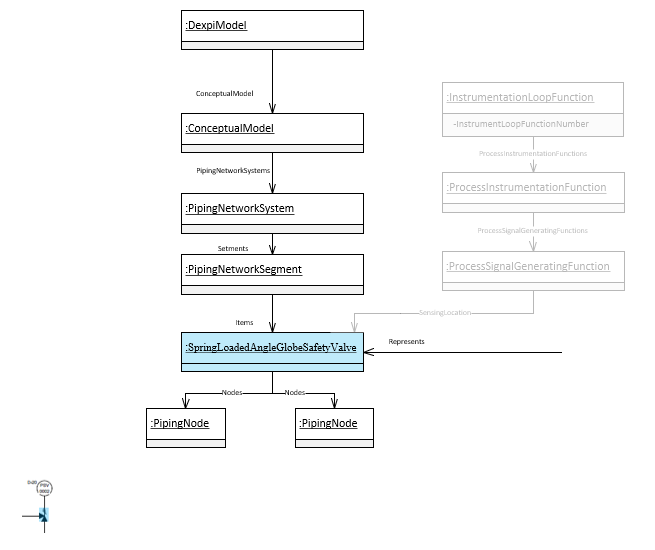 :DexpiModel
ConceptualModel
:InstrumentationLoopFunction
-InstrumentLoopFunctionNumber
:ConceptualModel
ProcessInstrumentationFunctions
PipingNetworkSystems
:ProcessInstrumentationFunction
:PipingNetworkSystem
ProcessSignalGeneratingFunctions
Setments
:PipingNetworkSegment
:ProcessSignalGeneratingFunction
SensingLocation
Items
Represents
:SpringLoadedAngleGlobeSafetyValve
Nodes
Nodes
:PipingNode
:PipingNode